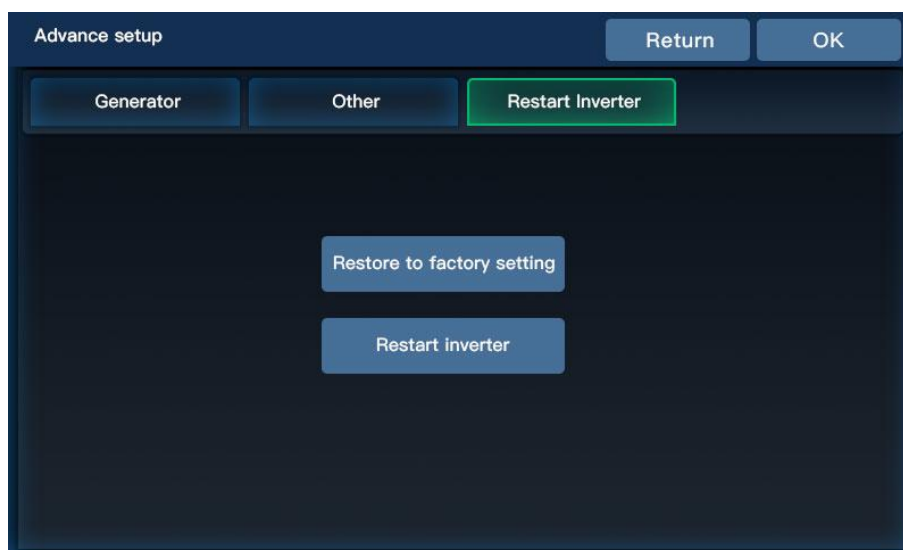 Advance setup
Return
OK
Generator
Other
Restart Inverter
Restore to factory setting
Restart inverter